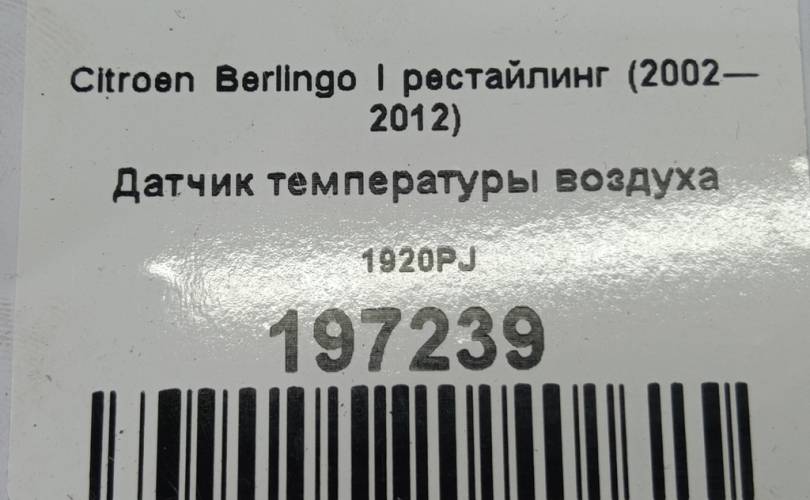 Citroen Berlingo I рестайлинг (2002—
2012)
Датчик температуры воздуха
1920PJ
197239